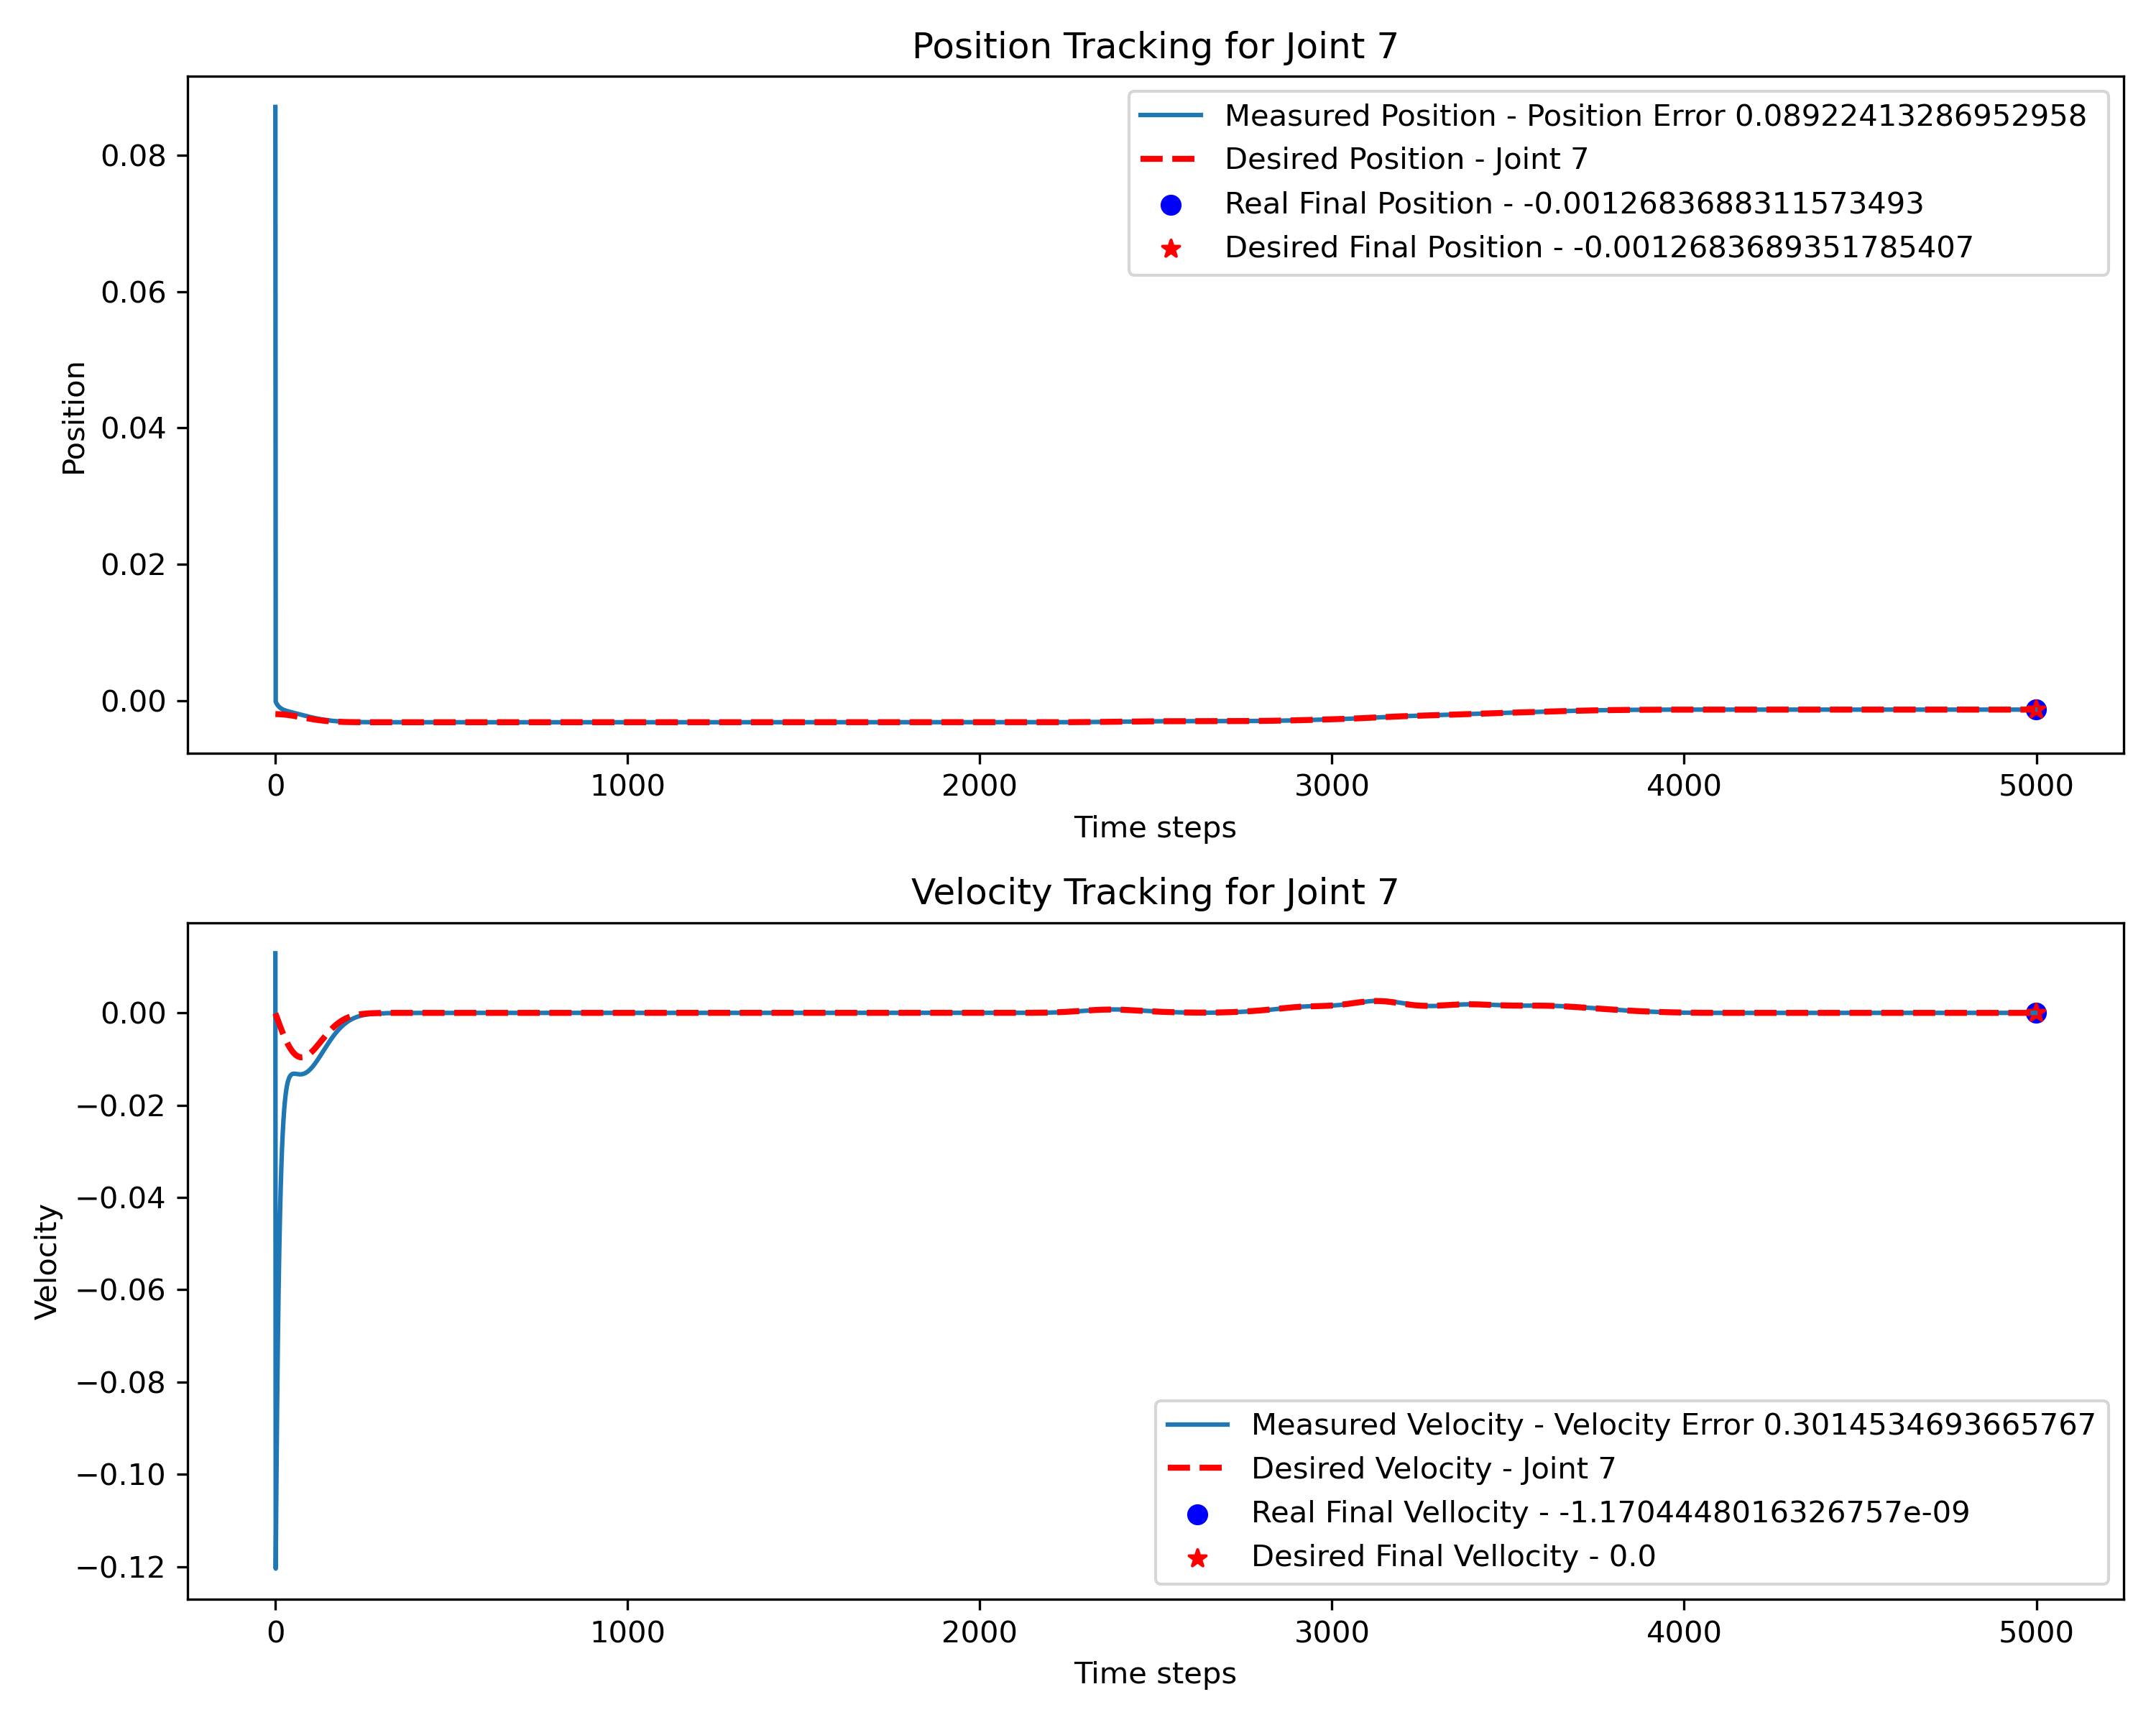 Position Tracking for Joint 7
Measured Position - Position Error 0.08922413286952958
Desired Position - Joint 7
Real Final Position - -0.0012683688311573493
Desired Final Position - -0.0012683689351785407
0.08
0.06
0.04
0.02
0.00
Position
0 1000 2000 3000 4000 5000
Time steps
Velocity Tracking for Joint 7
0.00
−0.02
−0.04
−0.06
−0.08
−0.10
−0.12
Velocity
Measured Velocity - Velocity Error 0.3014534693665767
Desired Velocity - Joint 7
Real Final Vellocity - -1.1704448016326757e-09
Desired Final Vellocity - 0.0
0 1000 2000 3000 4000 5000
Time steps